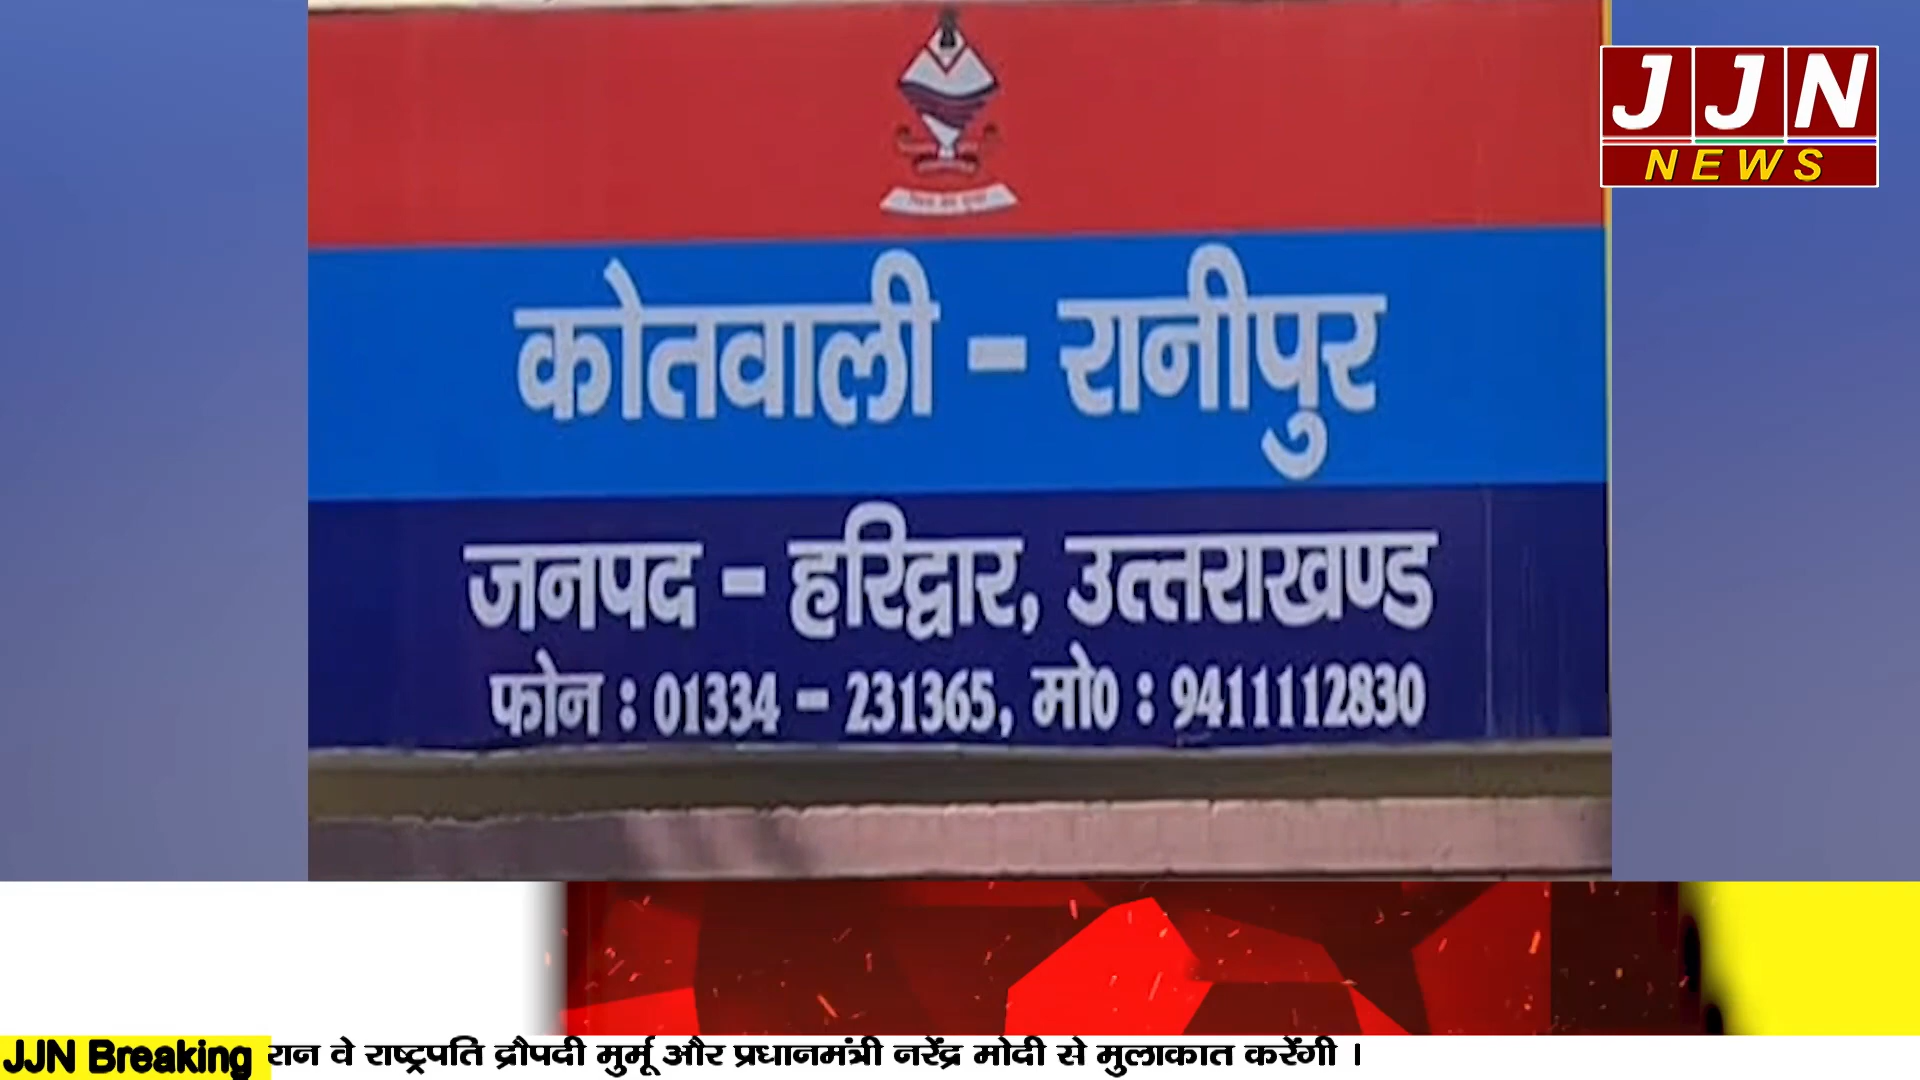 JJN
NEWS
कोतवाली - रानीपुर
जनपद - हरिद्वार, उत्तराखण्ड
फोन : 01334 - 231365, मो0 : 9411112830
JJN Breaking
रान वे राष्ट्रपति द्रौपदी मुर्मू और प्रधानमंत्री नरेंद्र मोदी से मुलाकात करेंगी ।